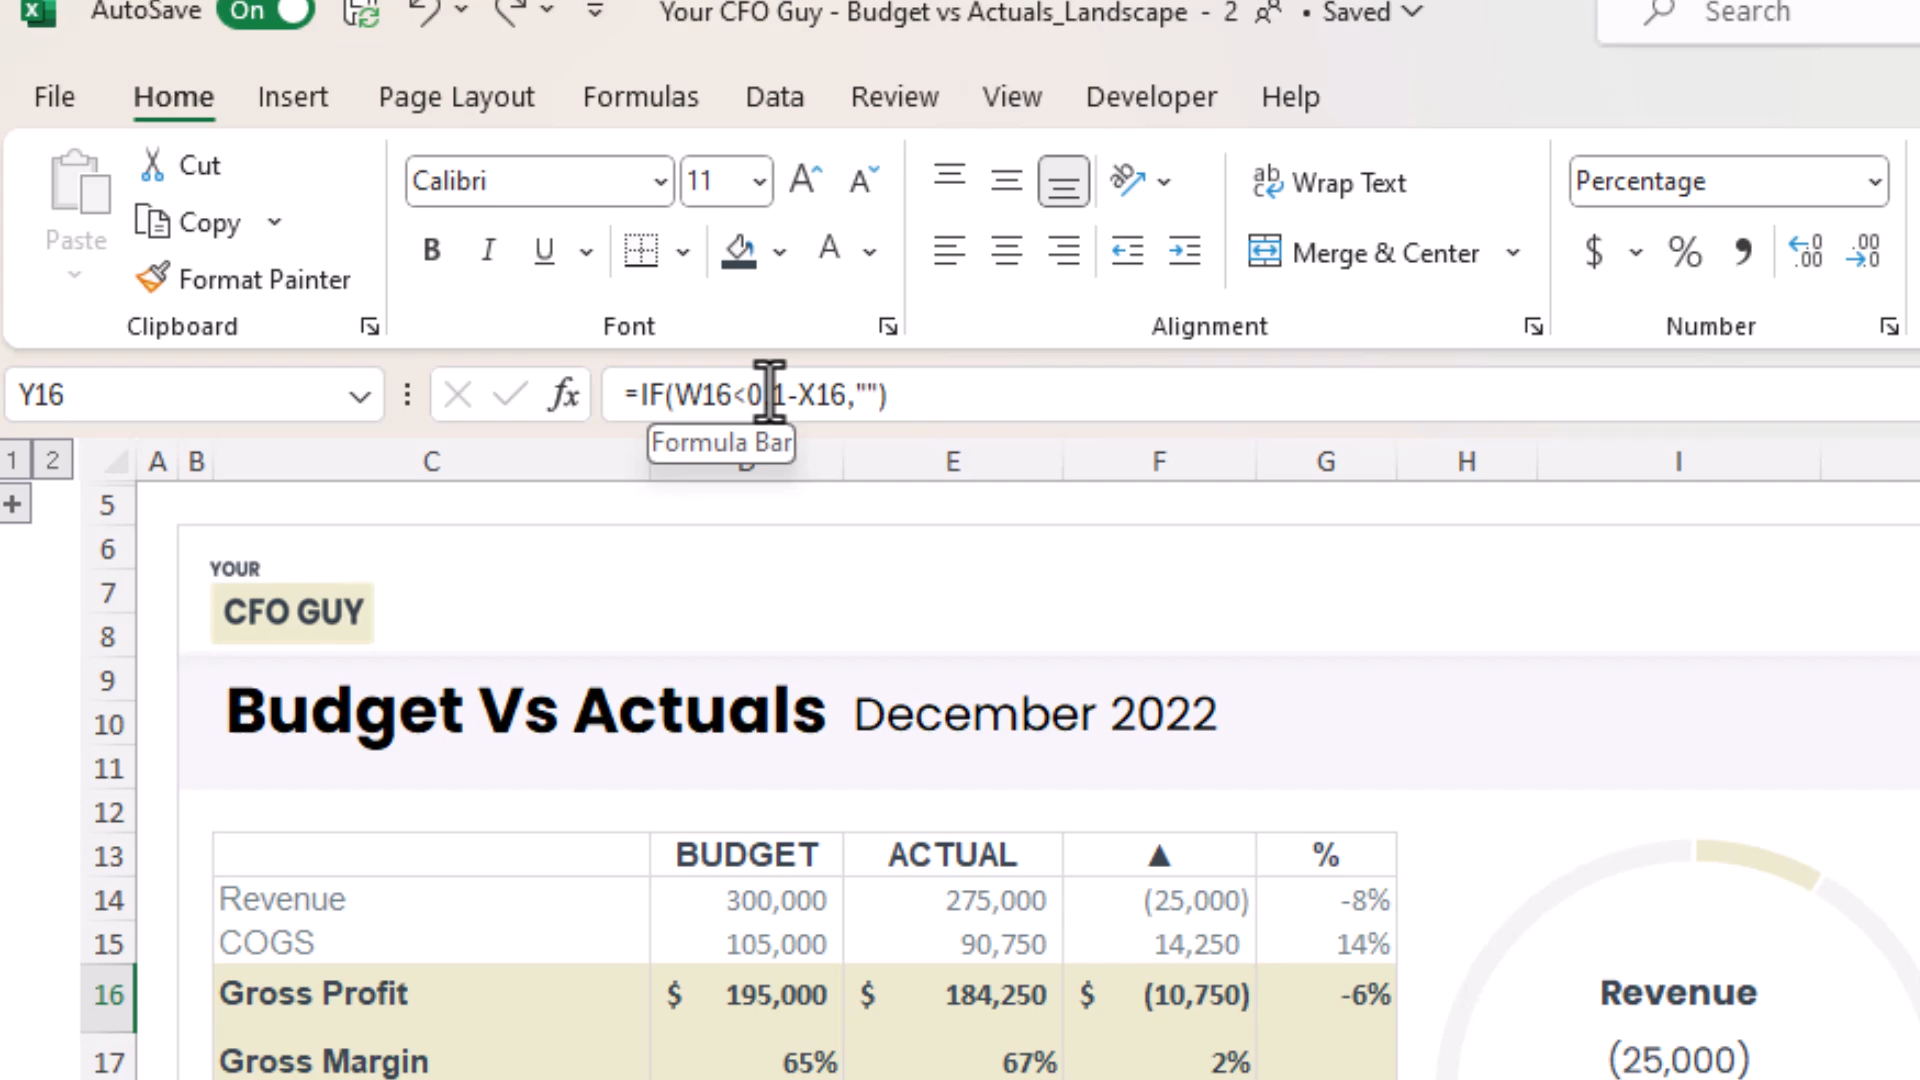 AutoSave On Your CFO Guy - Budget vs Actuals_Landscape - 2 • Saved Search
File Home Insert Page Layout Formulas Data Review View Developer Help
Paste
Cut
Copy
Format Painter
Clipboard
Calibri 11
B I U A
Font
Wrap Text
Merge & Center
Alignment
Percentage
$ % 9 .00 .0
Number
Y16 fx =IF(W16<0,1-X16,"")
Formula Bar
1 2 A B C D E F G H I
5
6
YOUR
7 CFO GUY
8
9
10 Budget Vs Actuals December 2022
11
12
13 BUDGET ACTUAL ▲ %
14 Revenue 300,000 275,000 (25,000) -8%
15 COGS 105,000 90,750 14,250 14%
16 Gross Profit $ 195,000 $ 184,250 $ (10,750) -6%
17 Gross Margin 65% 67% 2%
Revenue
(25,000)